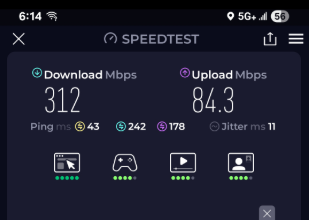 6:14 5G+ 56
SPEEDTEST
Download Mbps Upload Mbps
312 84.3
Ping ms 43 242 178 Jitter ms 11